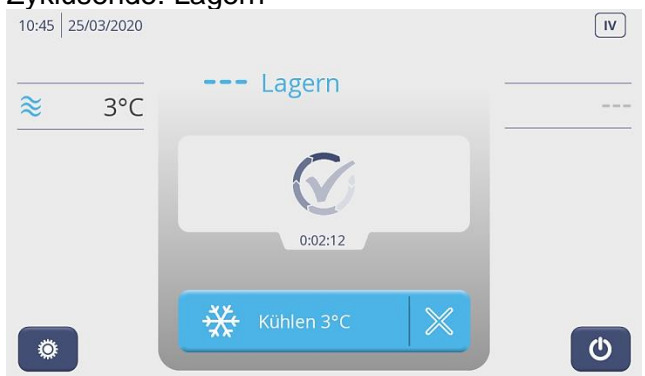 Zyklusende: Lagern
10:45 25/03/2020
IV
--- Lagern
3°C
---
0:02:12
Kühlen 3°C